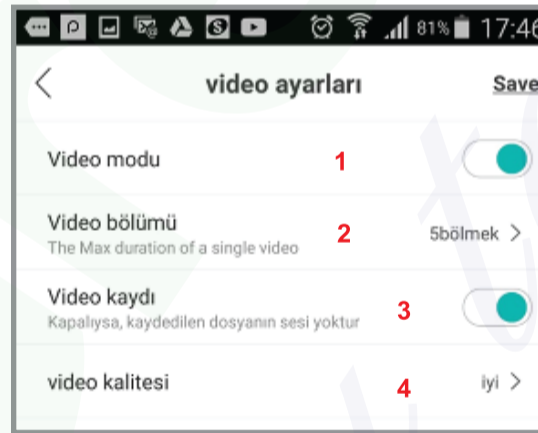 81% 17:46
video ayarları Save
Video modu 1
Video bölümü 2 5bölmek
The Max duration of a single video
Video kaydı 3
Kapalıysa, kaydedilen dosyanın sesi yoktur
video kalitesi 4 iyi